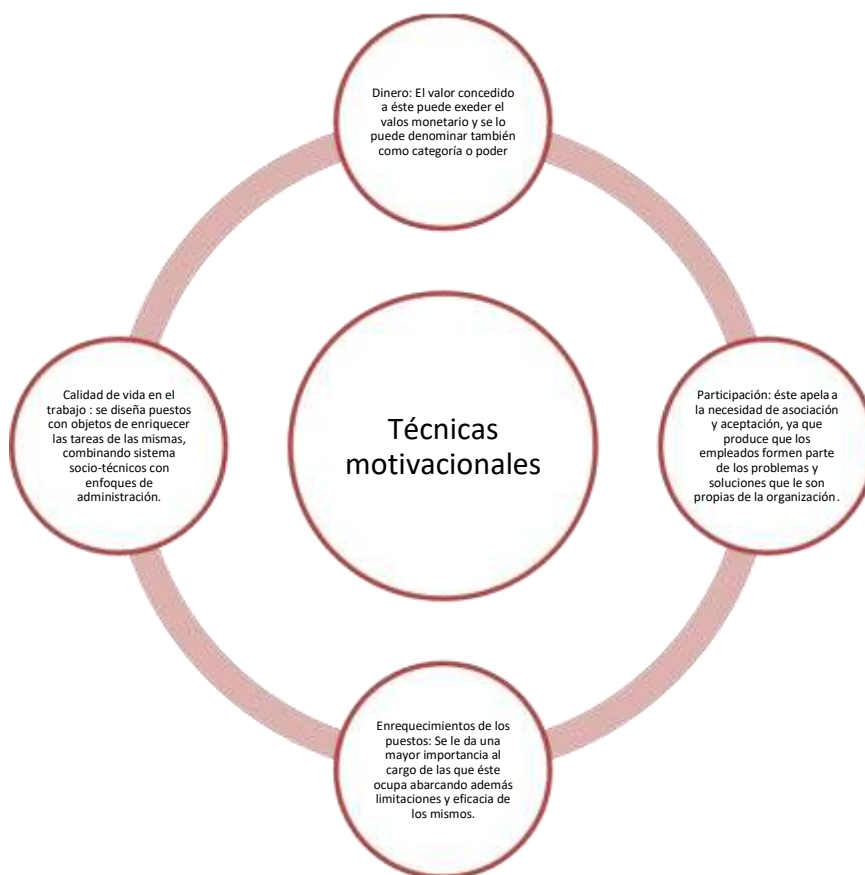 Dinero: El valor concedido
a éste puede exeder el
valos monetario y se lo
puede denominar también
como categoría o poder
Calidad de vida en el
trabajo : se diseña puestos
con objetos de enriquecer
las tareas de las mismas,
combinando sistema
socio-técnicos con
enfoques de
administración.
Técnicas
motivacionales
Participación: éste apela a
la necesidad de asociación
y aceptación, ya que
produce que los
empleados formen parte
de los problemas y
soluciones que le son
propias de la organización.
Enrequecimientos de los
puestos: Se le da una
mayor importancia al
cargo de las que éste
ocupa abarcando además
limitaciones y eficacia de
los mismos.